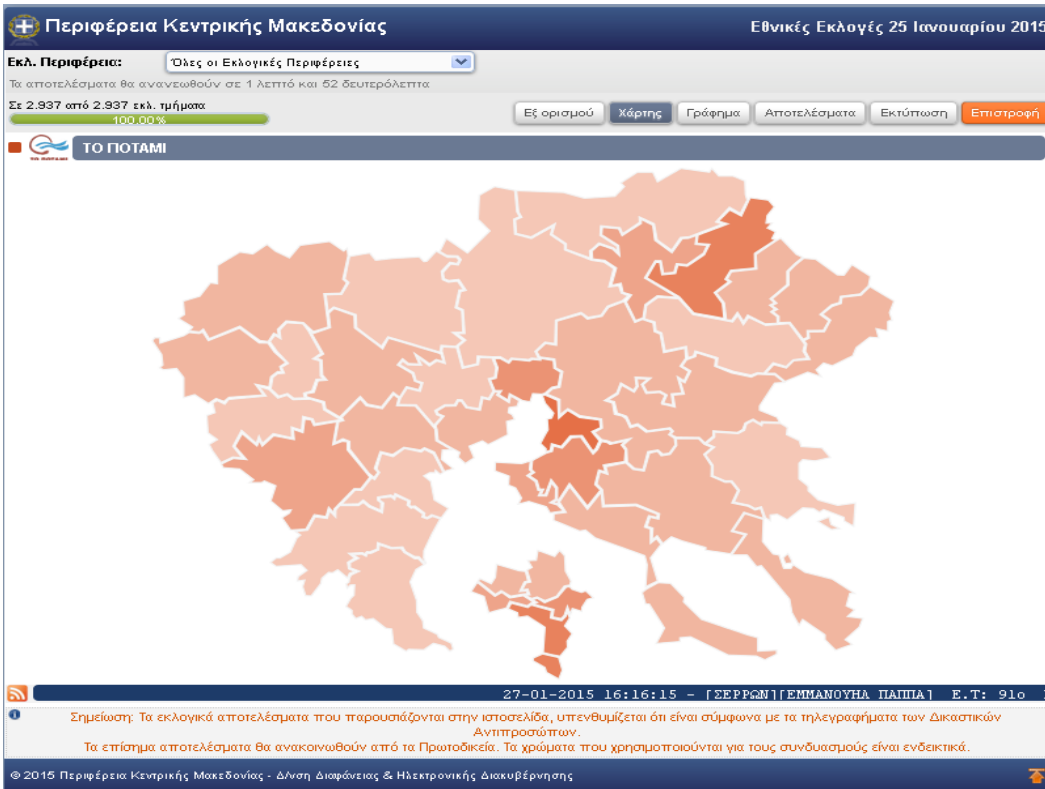 Περιφέρεια Κεντρικής Μακεδονίας
Εθνικές Εκλογές 25 Ιανουαρίου 2015
Εκλ. Περιφέρεια: Όλες οι Εκλογικές Περιφέρειες
Τα αποτελέσματα θα ανανεωθούν σε 1 λεπτό και 52 δευτερόλεπτα
Σε 2.937 από 2.937 εκλ. τμήματα
100.00%
Εξ ορισμού Χάρτης Γράφημα Αποτελέσματα Εκτύπωση Επιστροφή
ΤΟ ΠΟΤΑΜΙ
ΤΟ ΠΟΤΑΜΙ
27-01-2015 16:16:15 - [ΣΕΡΡΩΝ][ΕΜΜΑΝΟΥΗΛ ΠΑΠΠΑ] Ε.Τ: 91ο
Σημείωση: Τα εκλογικά αποτελέσματα που παρουσιάζονται στην ιστοσελίδα, υπενθυμίζεται ότι είναι σύμφωνα με τα τηλεγραφήματα των Δικαστικών
Αντιπροσώπων.
Τα επίσημα αποτελέσματα θα ανακοινωθούν από τα Πρωτοδικεία. Τα χρώματα που χρησιμοποιούνται για τους συνδυασμούς είναι ενδεικτικά.
© 2015 Περιφέρεια Κεντρικής Μακεδονίας - Δ/νση Διαφάνειας & Ηλεκτρονικής Διακυβέρνησης